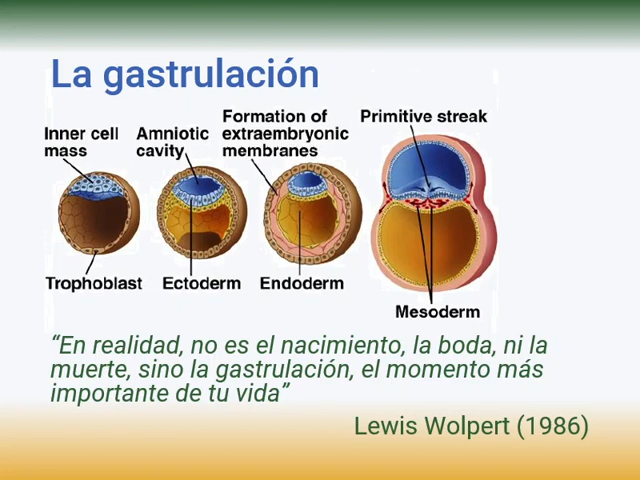 La gastrulación
Formation of
extraembryonic
membranes
Primitive streak
Inner cell
mass
Amniotic
cavity
Trophoblast
Ectoderm
Endoderm
Mesoderm
“En realidad, no es el nacimiento, la boda, ni la
muerte, sino la gastrulación, el momento más
importante de tu vida”
Lewis Wolpert (1986)